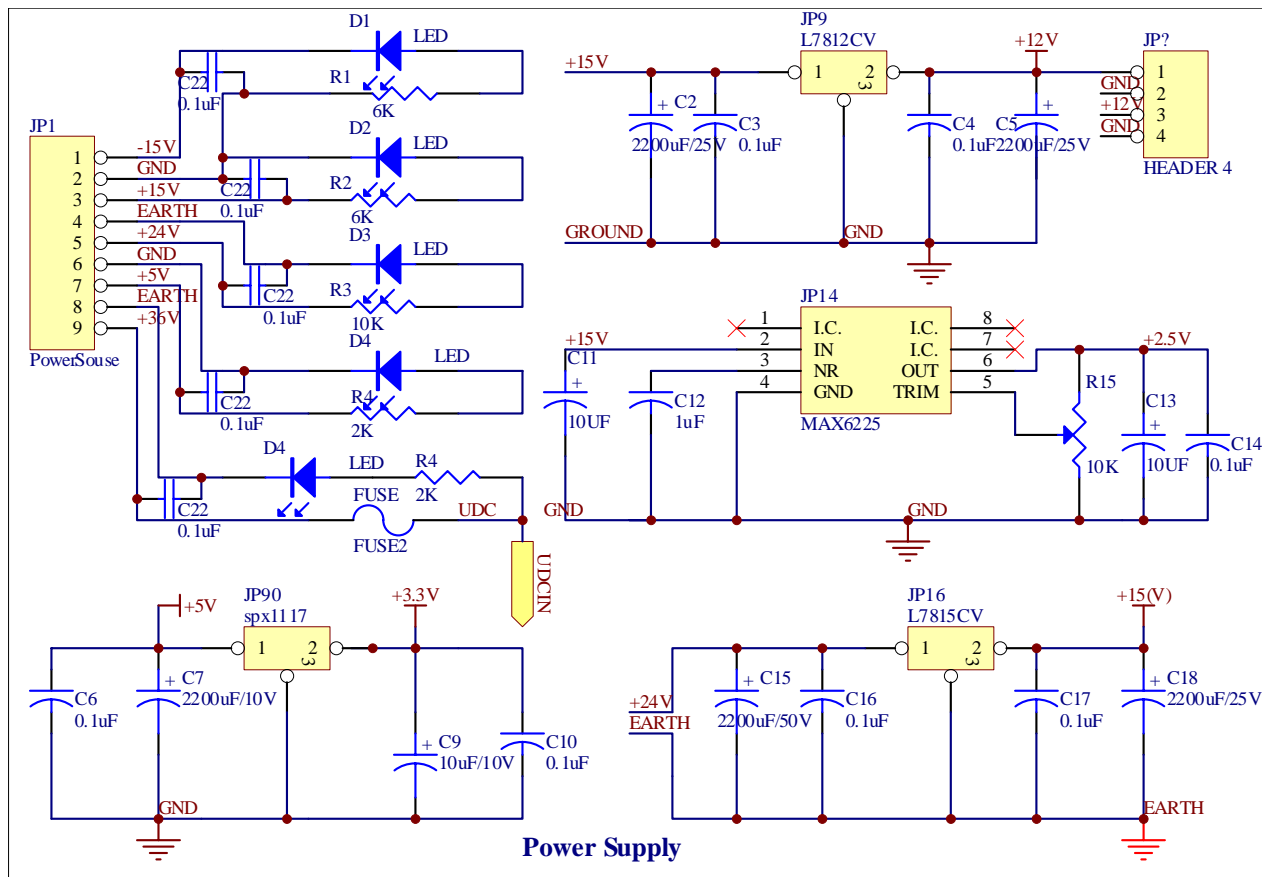 D1
LED
C22
0.1uF
R1
6K
JP1
1
2
3
4
5
6
7
8
9
-15V
GND
+15V
EARTH
+24V
GND
+5V
EARTH
+36V
PowerSouse
D2
LED
C22
0.1uF
R2
6K
D3
LED
C22
0.1uF
R3
10K
D4
LED
C22
0.1uF
R4
2K
D4
LED
R4
2K
C22
0.1uF
FUSE
FUSE2
UDC
UDCIN
JP9
L7812CV
1
2
3
+15V
C2
2200uF/25V
C3
0.1uF
C4
0.1uF
C5
2200uF/25V
+12V
JP?
1
2
3
4
GND
+12V
GND
HEADER 4
GROUND
GND
JP14
1
2
3
4
I.C.
IN
NR
GND
I.C.
I.C.
OUT
TRIM
8
7
6
5
MAX6225
+15V
C11
10UF
C12
1uF
+2.5V
R15
10K
C13
10UF
C14
0.1uF
GND
GND
JP90
spx1117
1
2
3
+5V
+3.3V
C6
0.1uF
C7
2200uF/10V
C9
10uF/10V
C10
0.1uF
GND
JP16
L7815CV
1
2
3
+15(V)
+24V
EARTH
C15
2200uF/50V
C16
0.1uF
C17
0.1uF
C18
2200uF/25V
EARTH
Power Supply